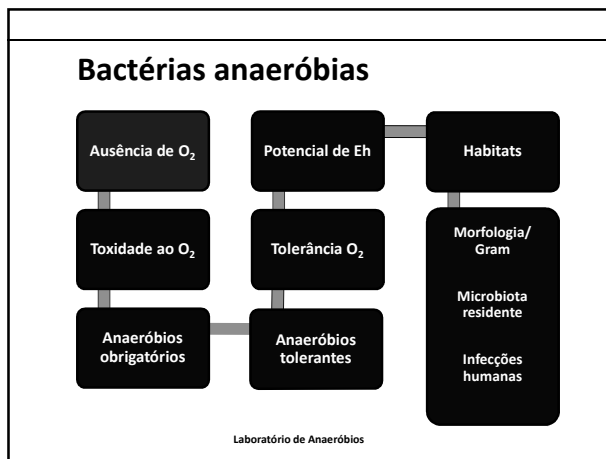 Bactérias anaeróbias
Ausência de O₂
Toxidade ao O₂
Anaeróbios
obrigatórios
Anaeróbios
tolerantes
Tolerância O₂
Potencial de Eh
Habitats
Morfologia/
Gram
Microbiota
residente
Infecções
humanas
Laboratório de Anaeróbios